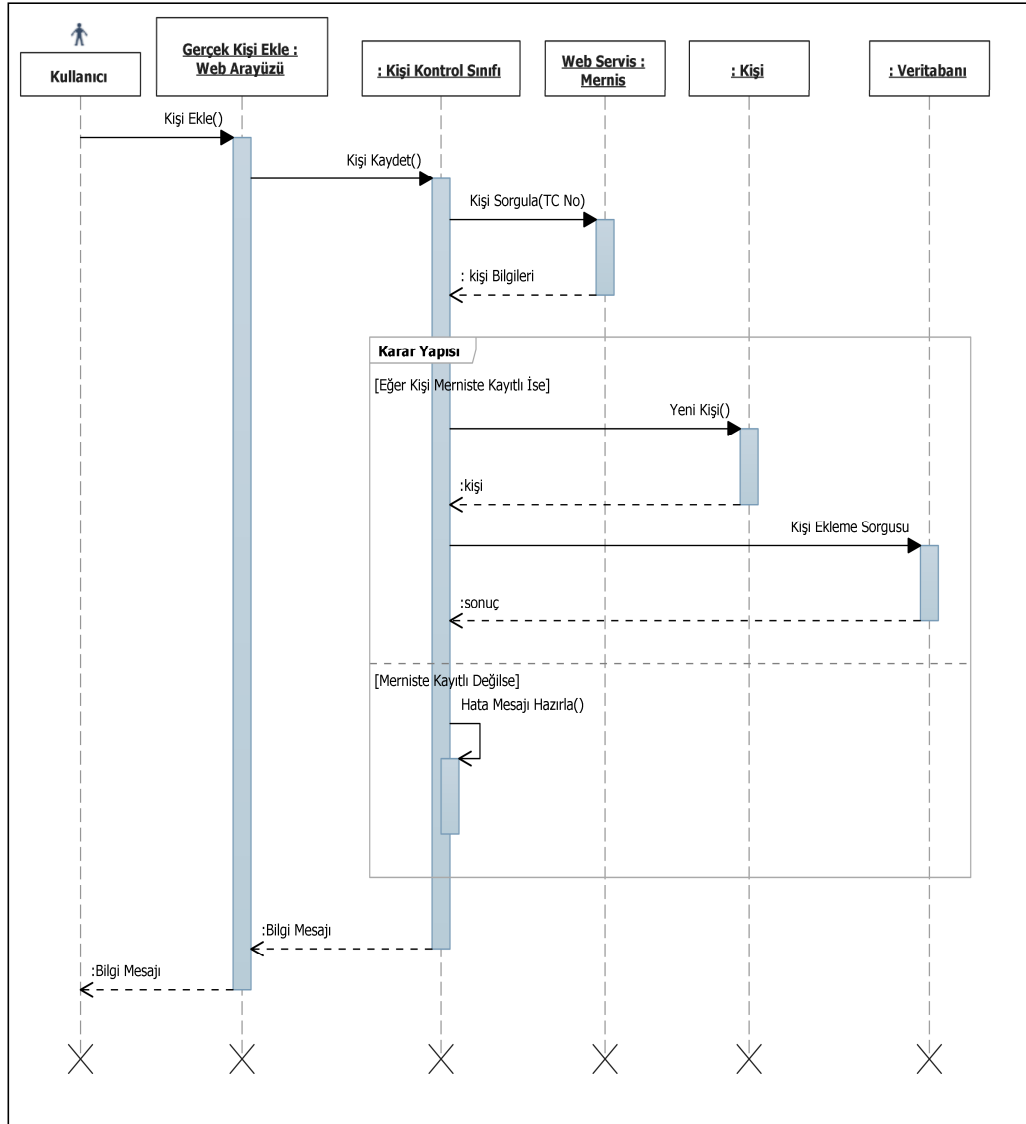 Kullanıcı
Gerçek Kişi Ekle :
Web Arayüzü
: Kişi Kontrol Sınıfı
Web Servis :
Mernis
: Kişi
: Veritabanı
Kişi Ekle()
Kişi Kaydet()
Kişi Sorgula(TC No)
: kişi Bilgileri
Karar Yapısı
[Eğer Kişi Merniste Kayıtlı İse]
Yeni Kişi()
:kişi
Kişi Ekleme Sorgusu
:sonuç
[Merniste Kayıtlı Değilse]
Hata Mesajı Hazırla()
:Bilgi Mesajı
:Bilgi Mesajı